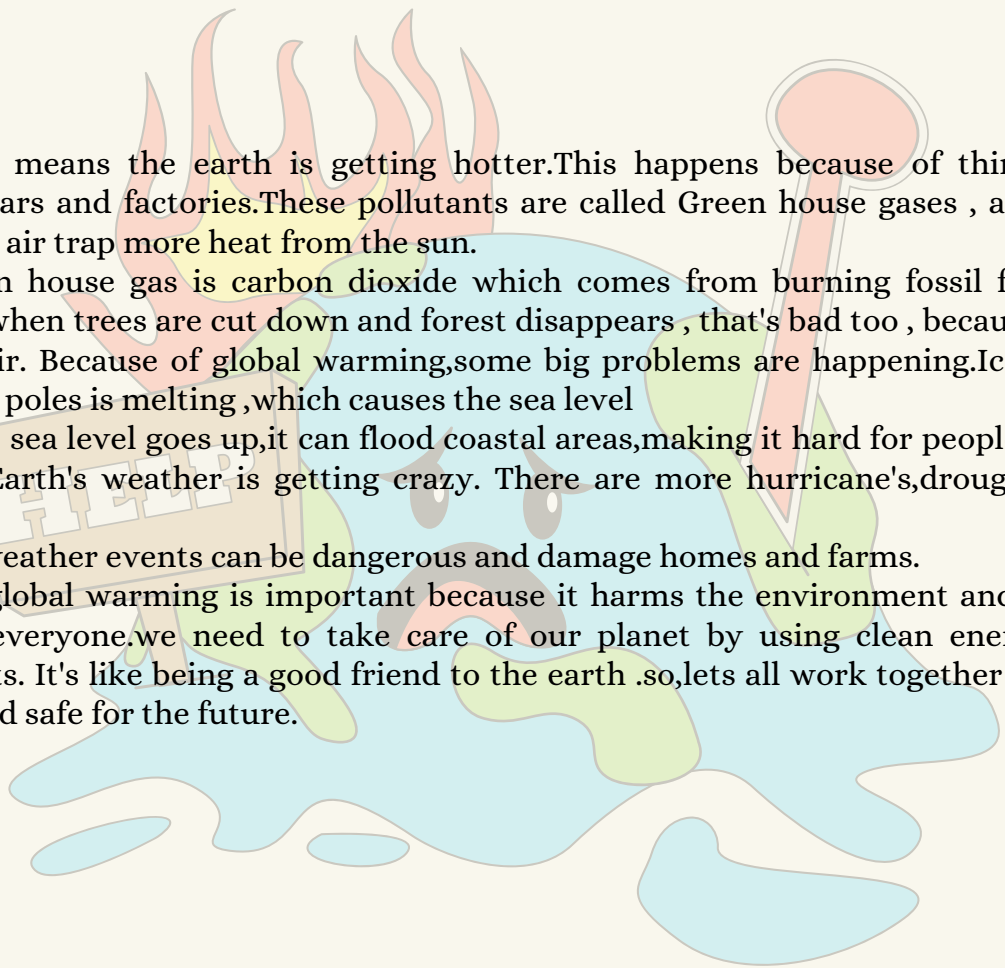 means the earth is getting hotter.This happens because of thin
ars and factories.These pollutants are called Green house gases , a
air trap more heat from the sun.
n house gas is carbon dioxide which comes from burning fossil f
when trees are cut down and forest disappears , that's bad too , becau
ir. Because of global warming,some big problems are happening.Ic
poles is melting ,which causes the sea level
sea level goes up,it can flood coastal areas,making it hard for peopl
Earth's weather is getting crazy. There are more hurricane's,droug
HELP
weather events can be dangerous and damage homes and farms.
global warming is important because it harms the environment and
everyone.we need to take care of our planet by using clean ene
ts. It's like being a good friend to the earth .so,lets all work together
d safe for the future.